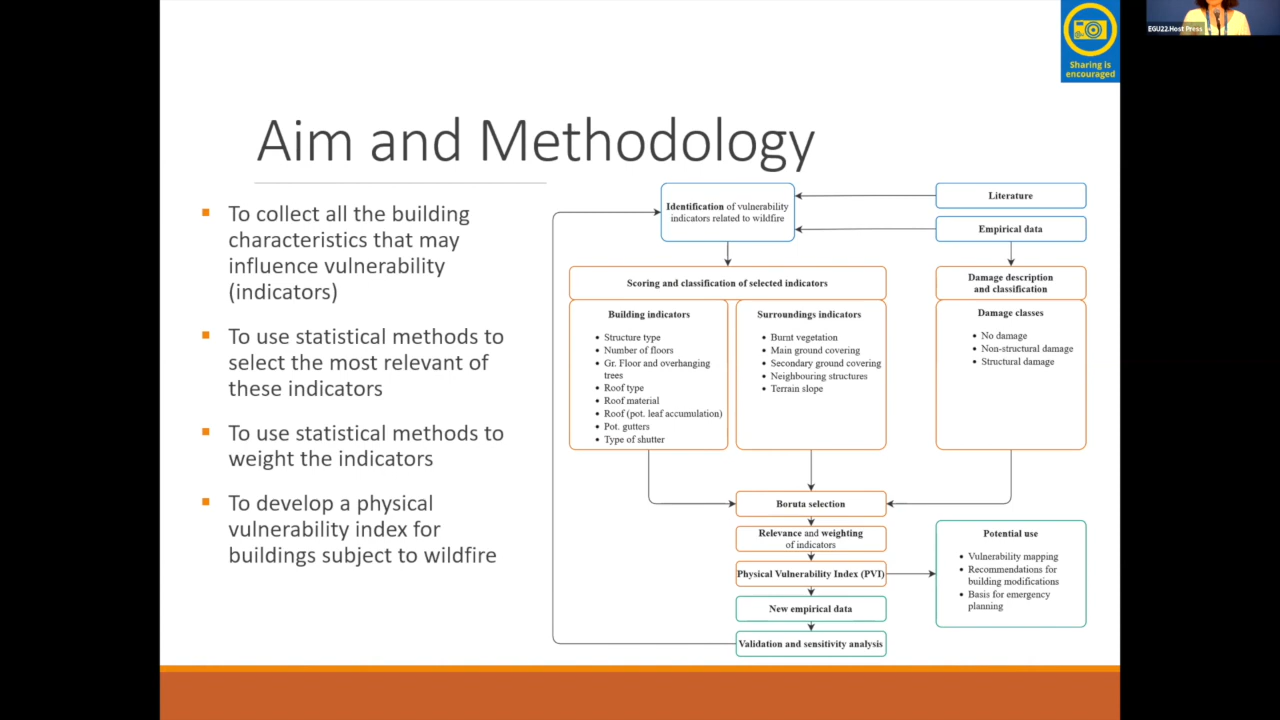 Sharing is
encouraged
EGU22.Host Press
Aim and Methodology
To collect all the building
characteristics that may
influence vulnerability
(indicators)
To use statistical methods to
select the most relevant of
these indicators
To use statistical methods to
weight the indicators
To develop a physical
vulnerability index for
buildings subject to wildfire
Identification of vulnerability
indicators related to wildfire
Literature
Empirical data
Scoring and classification of selected indicators
Building indicators
Structure type
Number of floors
Gr. Floor and overhanging
trees
Roof type
Roof material
Roof (pot. leaf accumulation)
Pot. gutters
Type of shutter
Surroundings indicators
Burnt vegetation
Main ground covering
Secondary ground covering
Neighbouring structures
Terrain slope
Damage description
and classification
Damage classes
No damage
Non-structural damage
Structural damage
Boruta selection
Relevance and weighting
of indicators
Physical Vulnerability Index (PVI)
New empirical data
Validation and sensitivity analysis
Potential use
Vulnerability mapping
Recommendations for
building modifications
Basis for emergency
planning